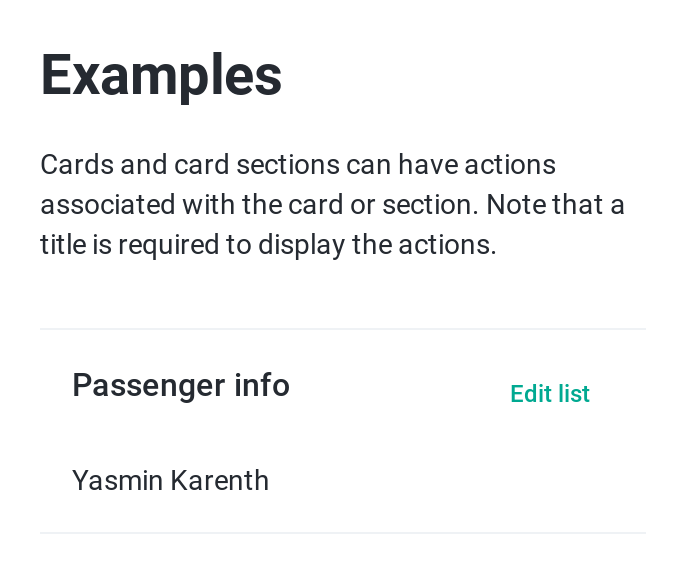 Examples
Cards and card sections can have actions
associated with the card or section. Note that a
title is required to display the actions.
Passenger info
Edit list
Yasmin Karenth